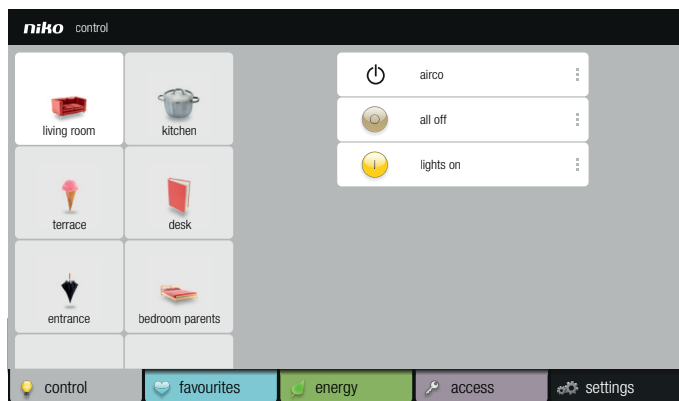 niko control
living room
kitchen
terrace
desk
entrance
bedroom parents
airco
all off
lights on
control
favourites
energy
access
settings